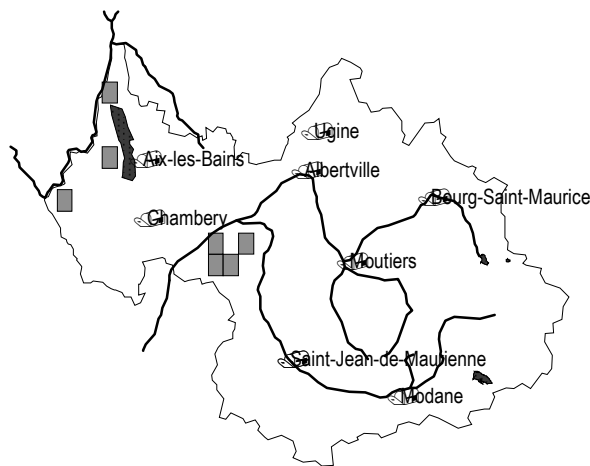 Ugine
Aix-les-Bains
Albertville
Bourg-Saint-Maurice
Chambery
Moutiers
Saint-Jean-de-Maurienne
Modane